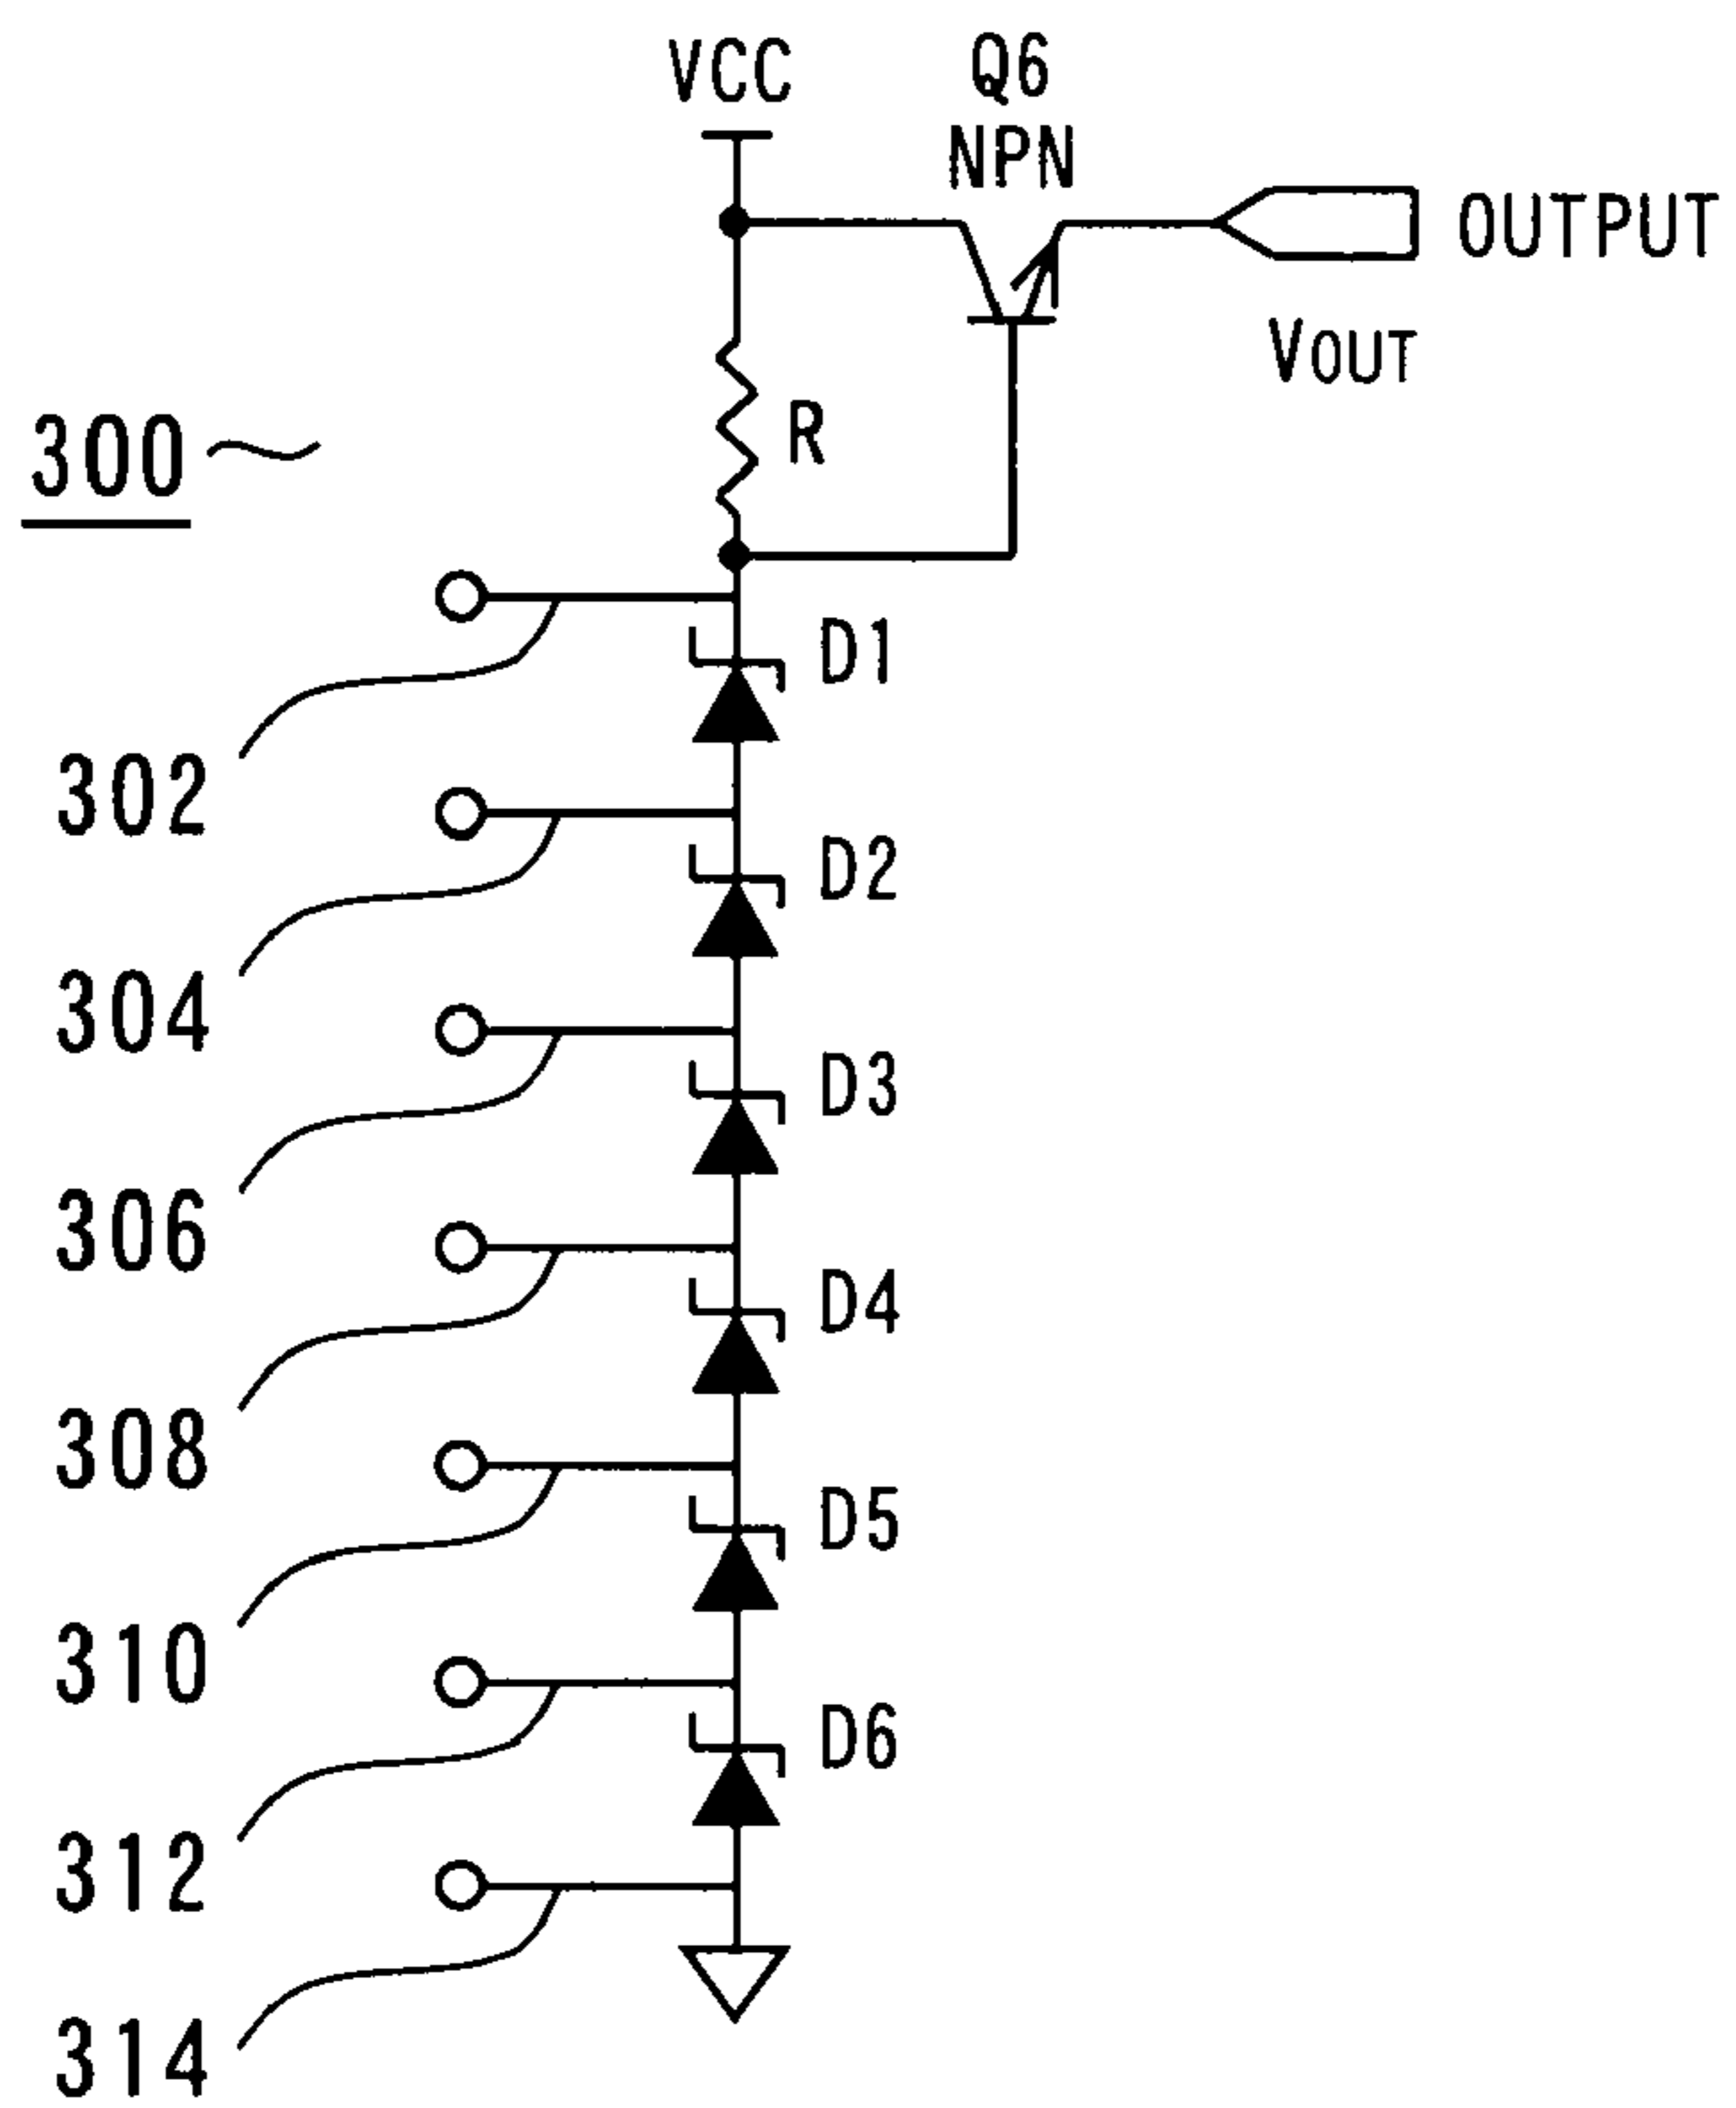 VCC
Q6
NPN
OUTPUT
VOUT
R
300
D1
302
D2
304
D3
306
D4
308
D5
310
D6
312
314